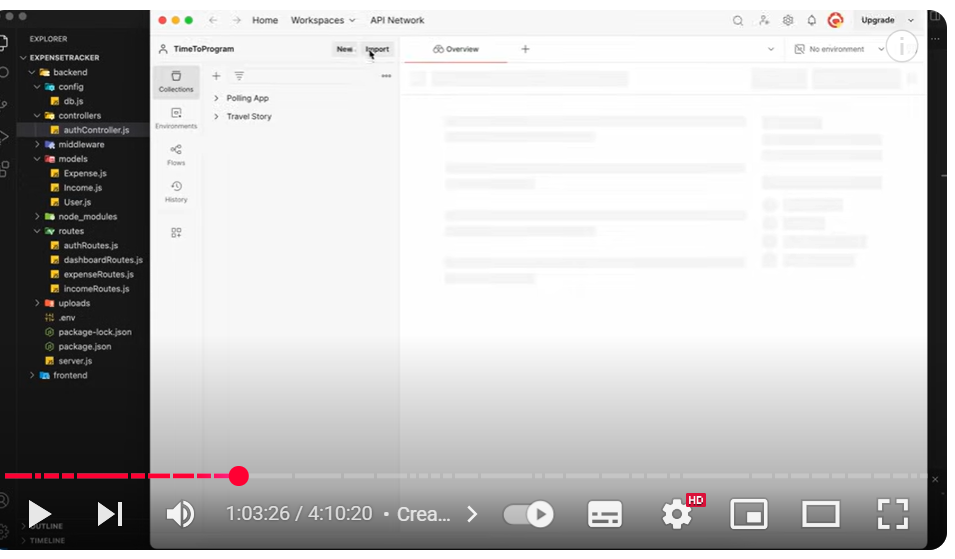 EXPLORER
EXPENSETRACKER
backend
config
db.js
controllers
authController.js
middleware
models
Expense.js
Income.js
User.js
node_modules
routes
authRoutes.js
dashboardRoutes.js
expenseRoutes.js
incomeRoutes.js
uploads
.env
package-lock.json
package.json
server.js
frontend
OUTLINE
TIMELINE
Home Workspaces API Network Upgrade
TimeToProgram New Import Overview No environment
Collections
Environments
Flows
History
Polling App
Travel Story
1:03:26 / 4:10:20 • Crea... HD